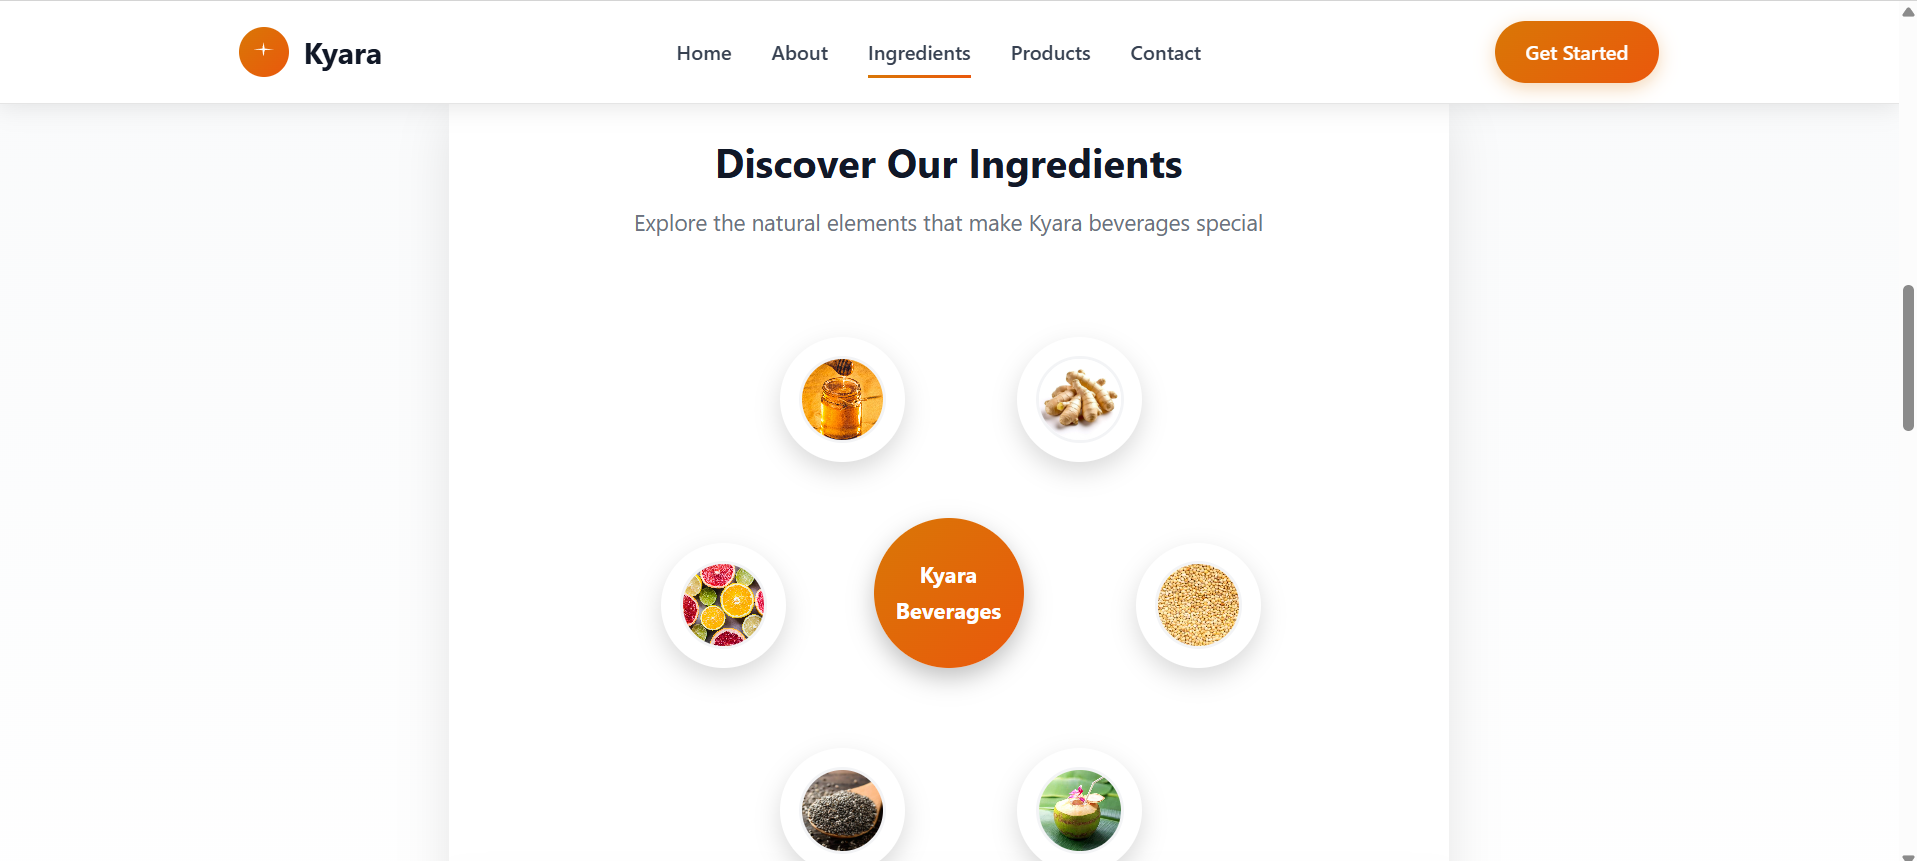 Kyara
Home
About
Ingredients
Products
Contact
Get Started
Discover Our Ingredients
Explore the natural elements that make Kyara beverages special
Kyara
Beverages